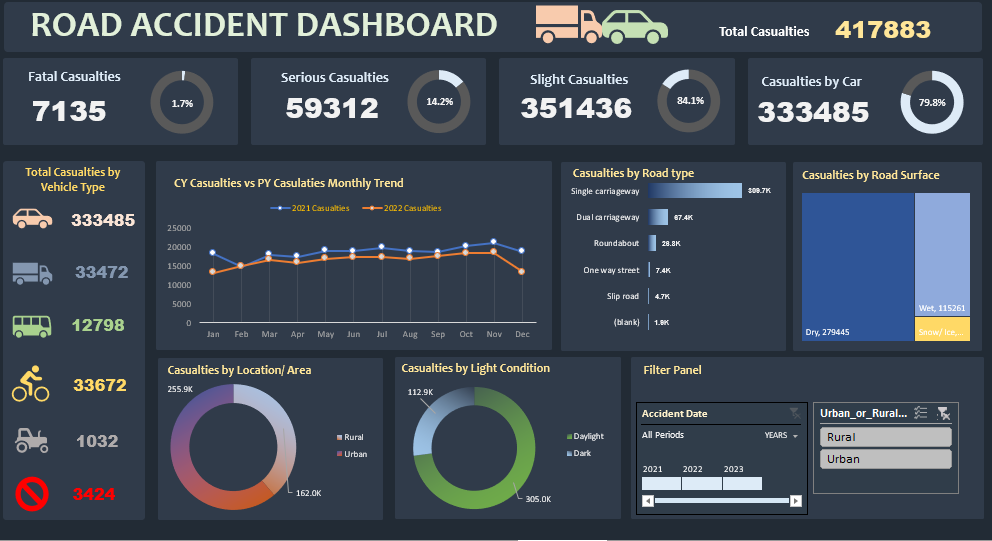 ROAD ACCIDENT DASHBOARD
Total Casualties 417883
Fatal Casualties
7135
1.7%
Serious Casualties
59312
14.2%
Slight Casualties
351436
84.1%
Casualties by Car
333485
79.8%
Total Casualties by
Vehicle Type
333485
33472
12798
33672
1032
3424
CY Casualties vs PY Casulaties Monthly Trend
2021 Casualties 2022 Casualties
25000
20000
15000
10000
5000
0
Jan Feb Mar Apr May Jun Jul Aug Sep Oct Nov Dec
Casualties by Road type
Single carriageway 309.7K
Dual carriageway 67.4K
Roundabout 26.8K
One way street 7.4K
Slip road 4.7K
(blank) 1.9K
Casualties by Road Surface
Dry, 279445
Wet, 115261
Snow/ Ice,...
Casualties by Location/ Area
255.9K
Rural
Urban
162.0K
Casualties by Light Condition
112.9K
Daylight
Dark
305.0K
Filter Panel
Accident Date
All Periods YEARS
2021 2022 2023
Urban_or_Rural...
Rural
Urban